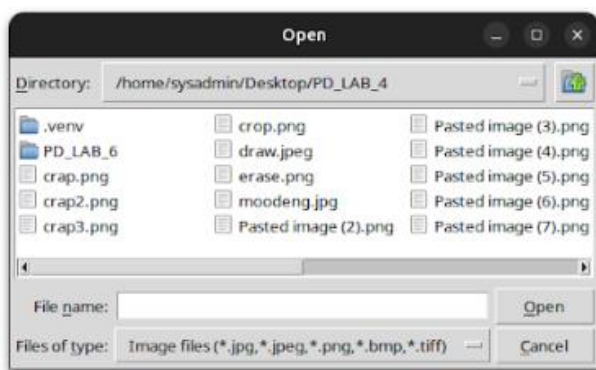 Open
Directory: /home/sysadmin/Desktop/PD_LAB_4
.venv
PD_LAB_6
crap.png
crap2.png
crap3.png
crop.png
draw.jpeg
erase.png
moodeng.jpg
Pasted image (2).png
Pasted image (3).png
Pasted image (4).png
Pasted image (5).png
Pasted image (6).png
Pasted image (7).png
File name:
Open
Files of type: Image files (*.jpg,*.jpeg,*.png,*.bmp,*.tiff)
Cancel